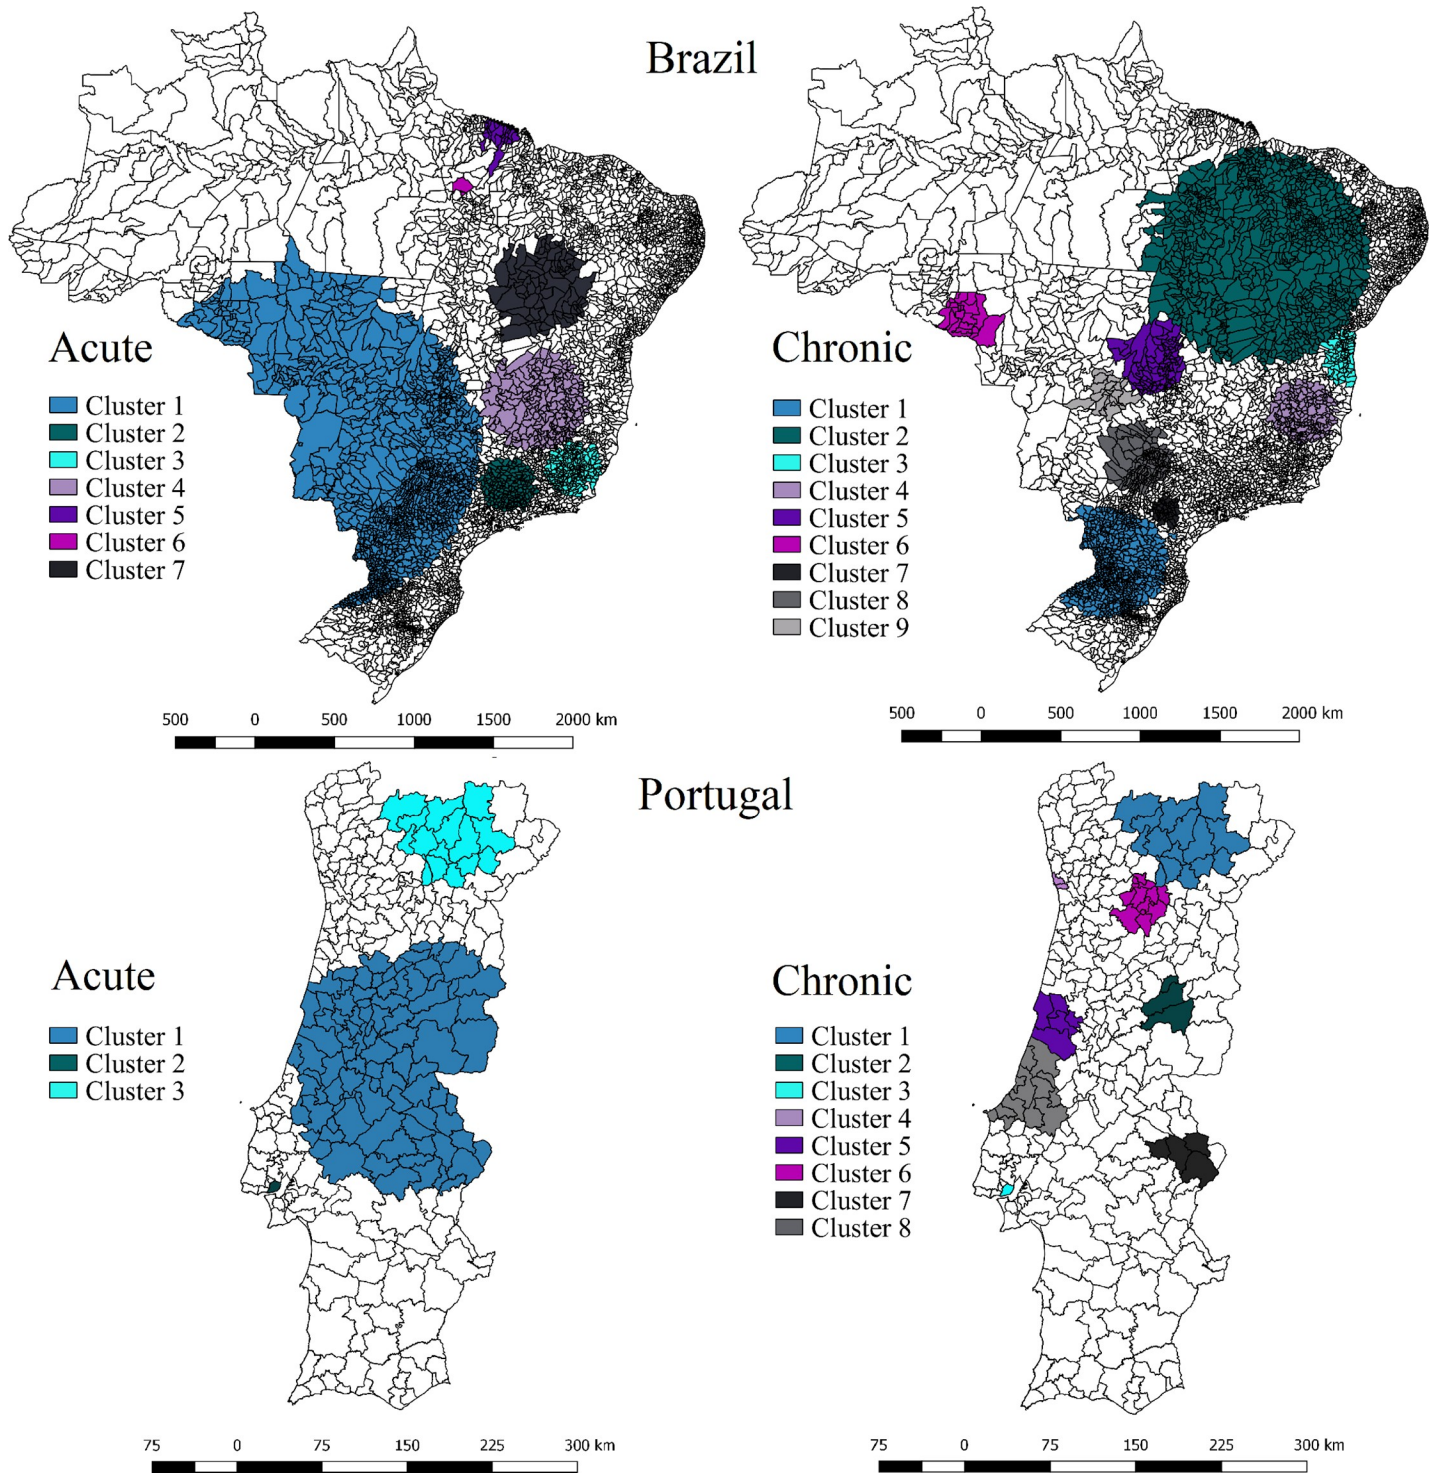 Brazil
Acute
Cluster 1
Cluster 2
Cluster 3
Cluster 4
Cluster 5
Cluster 6
Cluster 7
500 0 500 1000 1500 2000 km
Chronic
Cluster 1
Cluster 2
Cluster 3
Cluster 4
Cluster 5
Cluster 6
Cluster 7
Cluster 8
Cluster 9
500 0 500 1000 1500 2000 km
Portugal
Acute
Cluster 1
Cluster 2
Cluster 3
75 0 75 150 225 300 km
Chronic
Cluster 1
Cluster 2
Cluster 3
Cluster 4
Cluster 5
Cluster 6
Cluster 7
Cluster 8
75 0 75 150 225 300 km